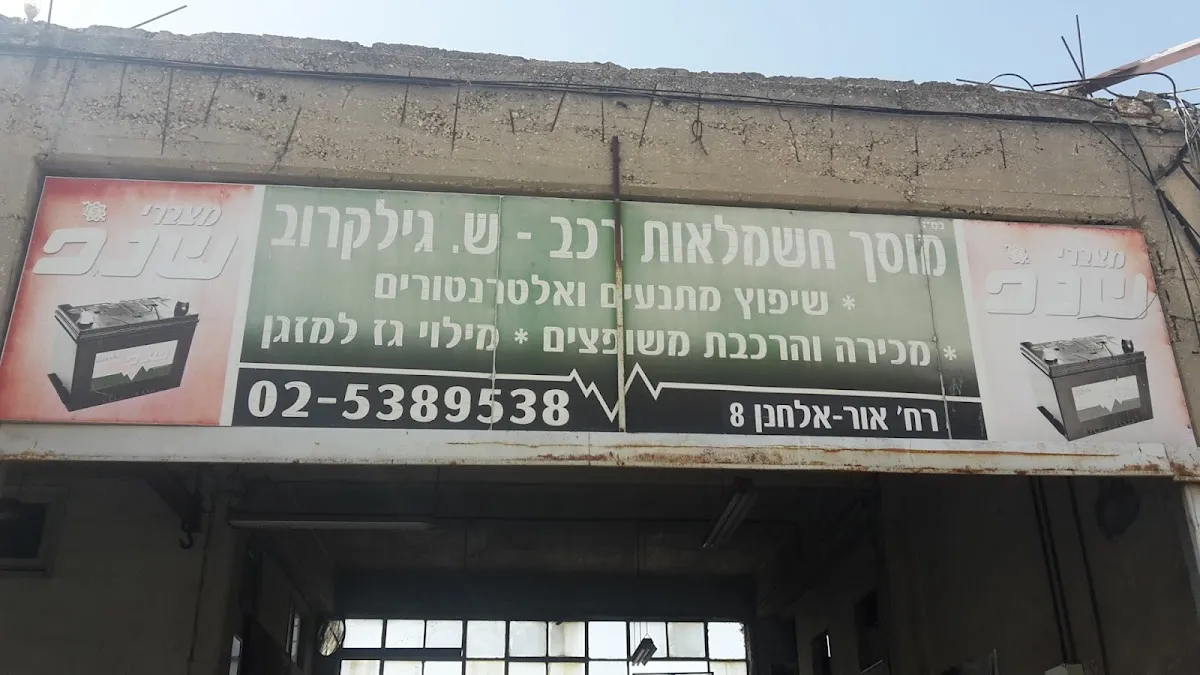 מצברי
שנפ
מוסך חשמלאות רכב - ש. גילקרוב
* שיפוץ מתנעים ואלטרנטורים
* מכירה והרכבת משופצים * מילוי גז למזגן
רח' אור-אלחנן 8
02-5389538
מצברי
שנפ